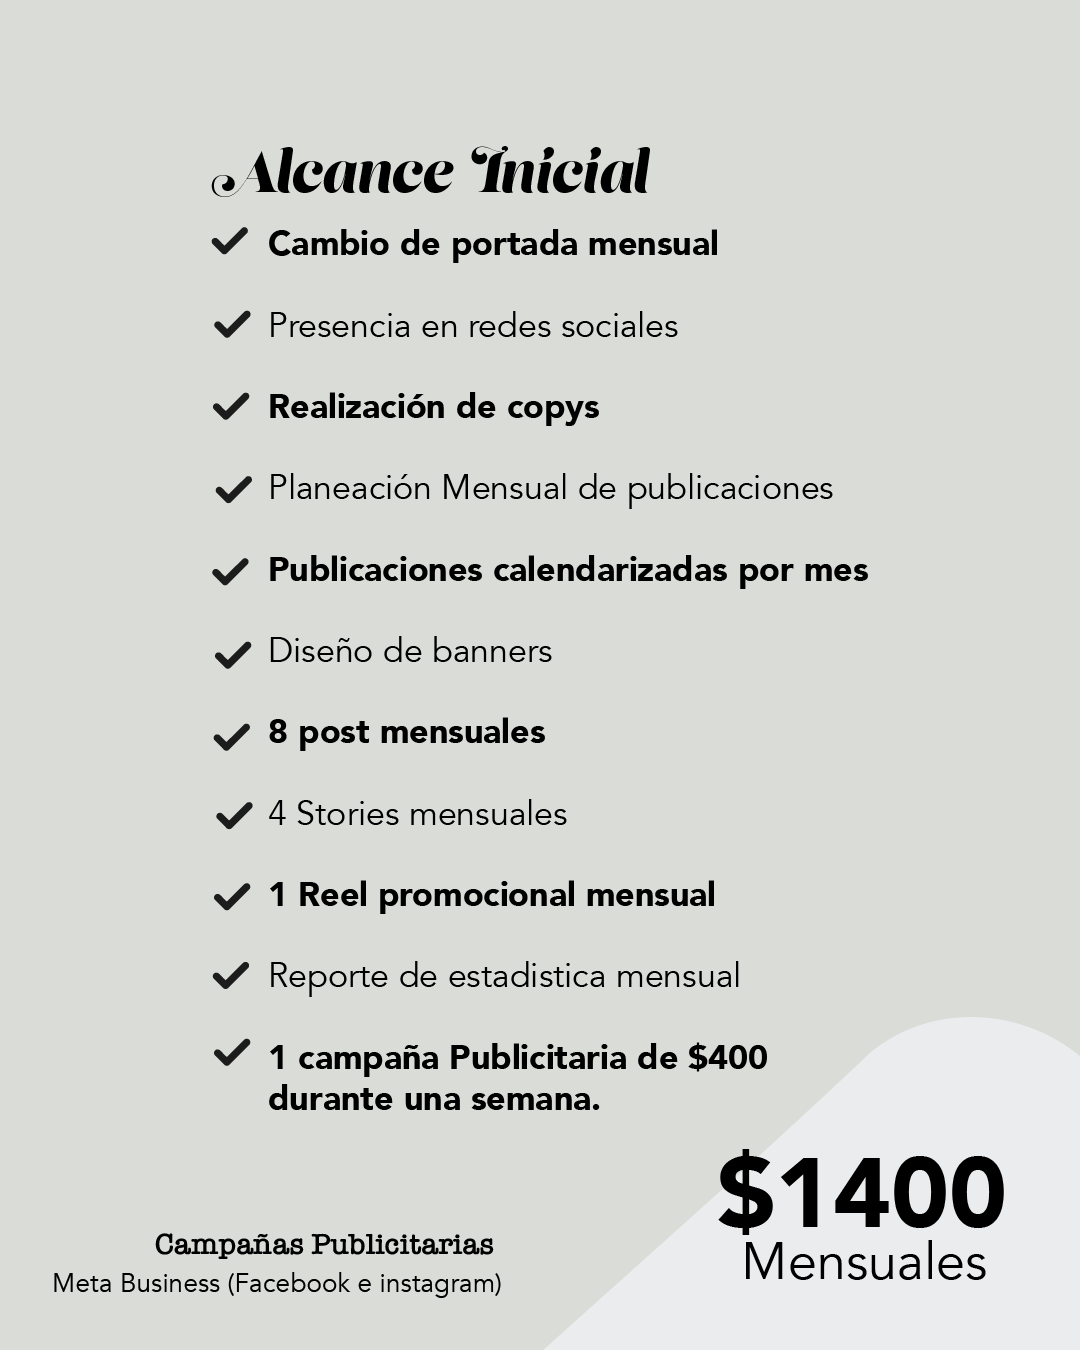 Alcance Inicial
Cambio de portada mensual
Presencia en redes sociales
Realización de copys
Planeación Mensual de publicaciones
Publicaciones calendarizadas por mes
Diseño de banners
8 post mensuales
4 Stories mensuales
1 Reel promocional mensual
Reporte de estadistica mensual
1 campaña Publicitaria de $400
durante una semana.
$1400
Mensuales
Campañas Publicitarias
Meta Business (Facebook e instagram)